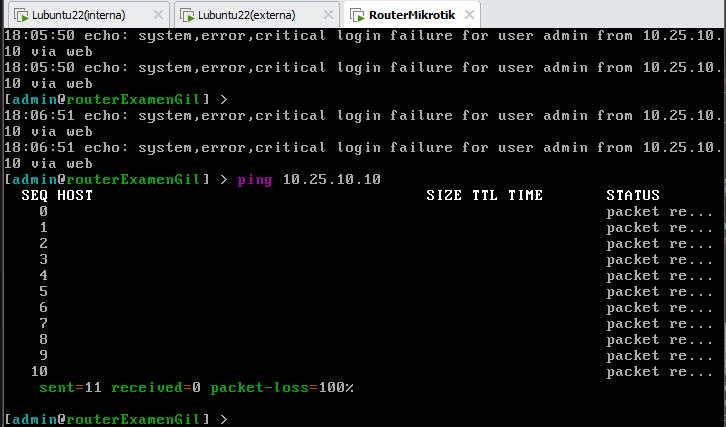 Lubuntu22(interna) Lubuntu22(externa) RouterMikrotik
18:05:50 echo: system,error,critical login failure for user admin from 10.25.10.
10 via web
18:05:50 echo: system,error,critical login failure for user admin from 10.25.10.
10 via web
[admin@routerExamenGil] >
18:06:51 echo: system,error,critical login failure for user admin from 10.25.10.
10 via web
18:06:51 echo: system,error,critical login failure for user admin from 10.25.10.
10 via web
[admin@routerExamenGil] > ping 10.25.10.10
SEQ HOST SIZE TTL TIME STATUS
0 packet re...
1 packet re...
2 packet re...
3 packet re...
4 packet re...
5 packet re...
6 packet re...
7 packet re...
8 packet re...
9 packet re...
10 packet re...
sent=11 received=0 packet-loss=100%
[admin@routerExamenGil] >